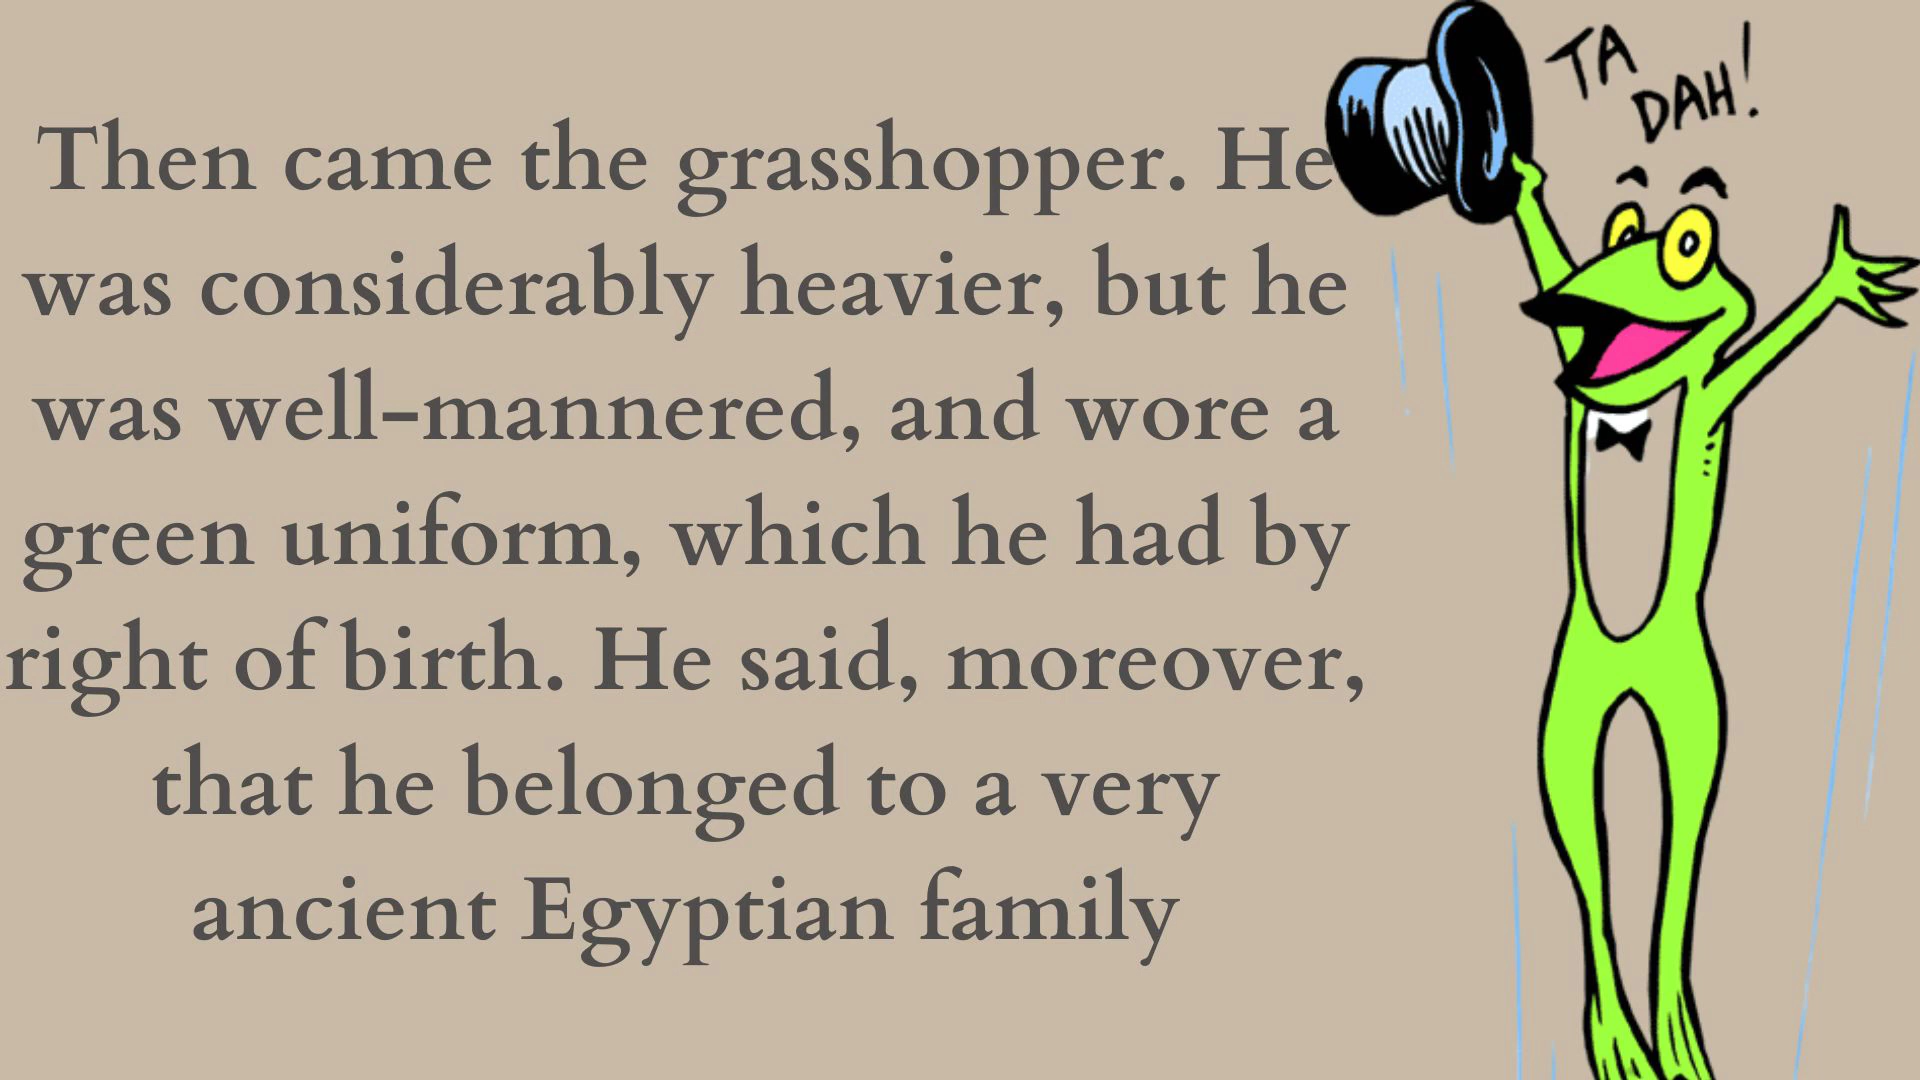 Then came the grasshopper. He
was considerably heavier, but he
was well-mannered, and wore a
green uniform, which he had by
right of birth. He said, moreover,
that he belonged to a very
ancient Egyptian family
TA
DAH!